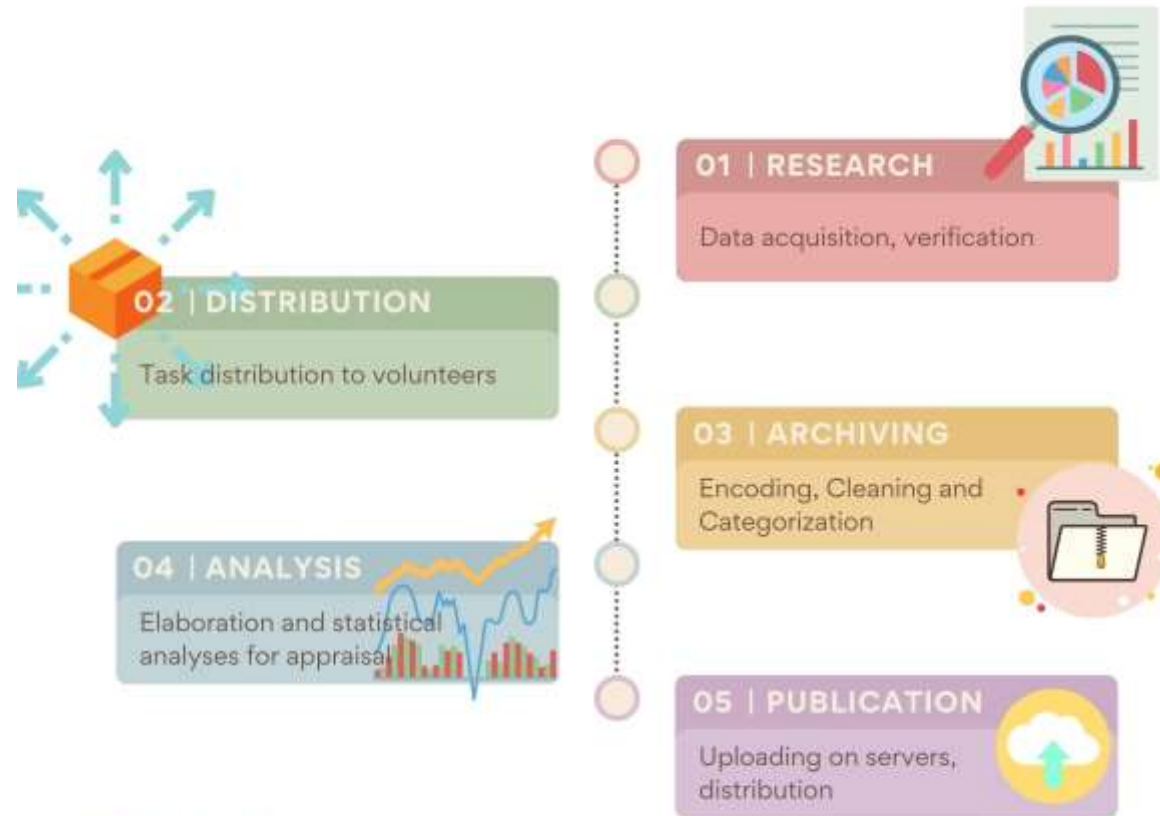 01 | RESEARCH
Data acquisition, verification
02 | DISTRIBUTION
Task distribution to volunteers
03 | ARCHIVING
Encoding, Cleaning and
Categorization
04 | ANALYSIS
Elaboration and statistical
analyses for appraisal
05 | PUBLICATION
Uploading on servers,
distribution